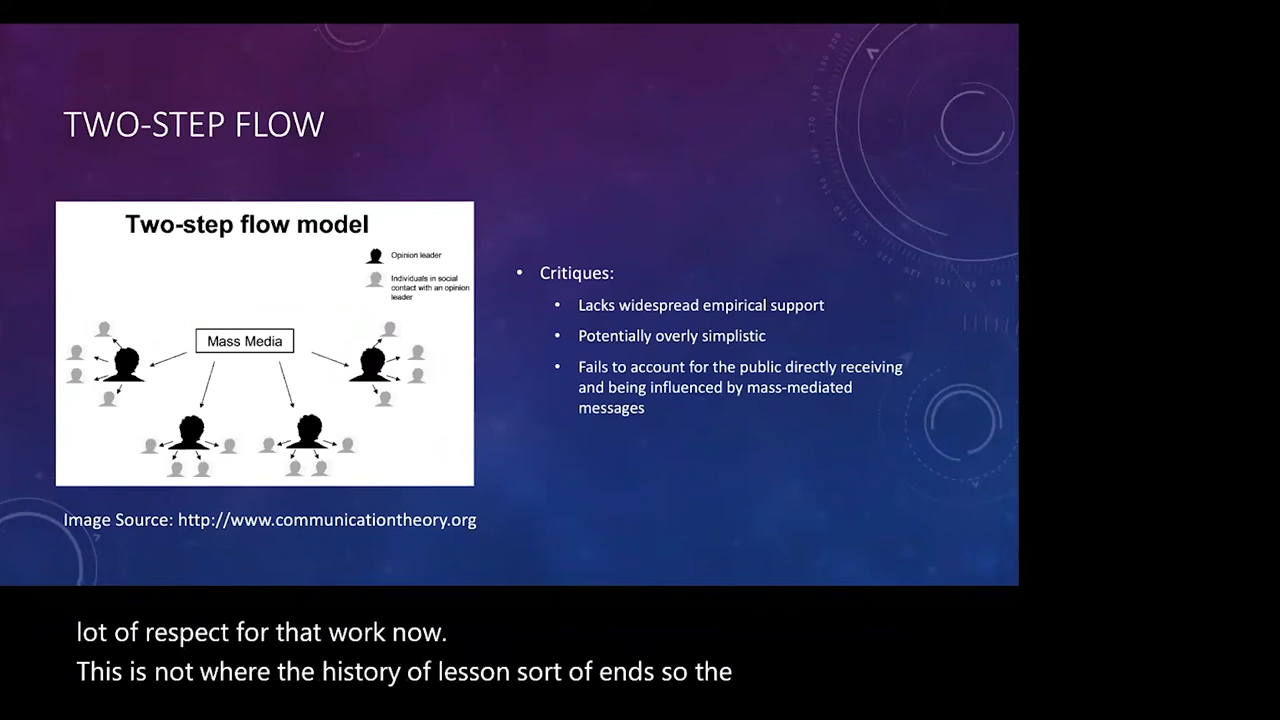 TWO-STEP FLOW
Two-step flow model
Opinion leader
Individuals in social
contact with an opinion
leader
Mass Media
Image Source: http://www.communicationtheory.org
• Critiques:
• Lacks widespread empirical support
• Potentially overly simplistic
• Fails to account for the public directly receiving
and being influenced by mass-mediated
messages
lot of respect for that work now.
This is not where the history of lesson sort of ends so the